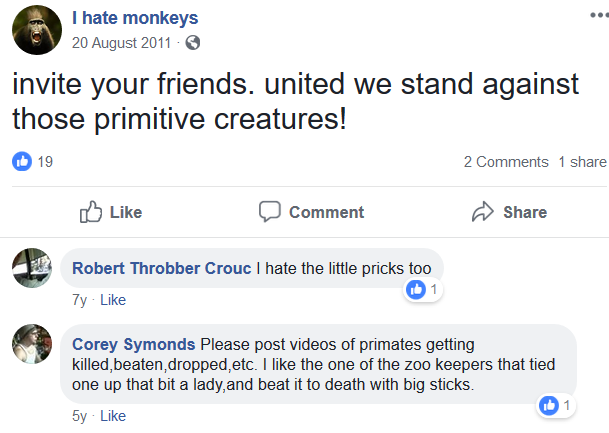 I hate monkeys
20 August 2011 ·
invite your friends. united we stand against
those primitive creatures!
19
2 Comments 1 share
Like Comment Share
Robert Throbber Crouc I hate the little pricks too
1
7y · Like
Corey Symonds Please post videos of primates getting
killed,beaten,dropped,etc. I like the one of the zoo keepers that tied
one up that bit a lady,and beat it to death with big sticks.
1
5y · Like